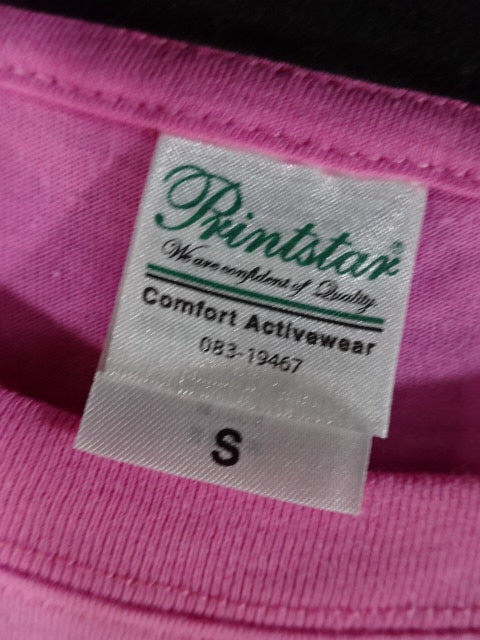 Printstar®
We are confident of Quality.
Comfort Activewear
083-19467
S